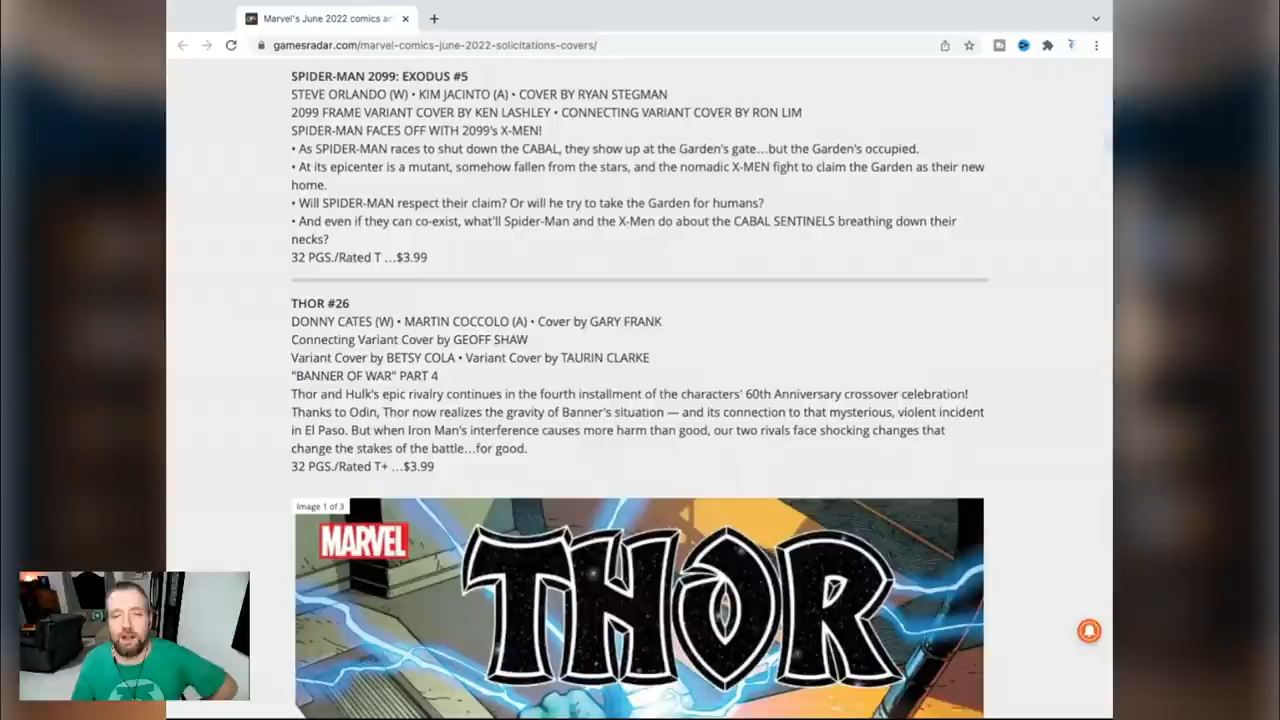 Marvel's June 2022 comics ar
gamesradar.com/marvel-comics-june-2022-solicitations-covers/
SPIDER-MAN 2099: EXODUS #5
STEVE ORLANDO (W) • KIM JACINTO (A) • COVER BY RYAN STEGMAN
2099 FRAME VARIANT COVER BY KEN LASHLEY • CONNECTING VARIANT COVER BY RON LIM
SPIDER-MAN FACES OFF WITH 2099's X-MEN!
• As SPIDER-MAN races to shut down the CABAL, they show up at the Garden's gate…but the Garden's occupied.
• At its epicenter is a mutant, somehow fallen from the stars, and the nomadic X-MEN fight to claim the Garden as their new
home.
• Will SPIDER-MAN respect their claim? Or will he try to take the Garden for humans?
• And even if they can co-exist, what'll Spider-Man and the X-Men do about the CABAL SENTINELS breathing down their
necks?
32 PGS./Rated T …$3.99
THOR #26
DONNY CATES (W) • MARTIN COCCOLO (A) • Cover by GARY FRANK
Connecting Variant Cover by GEOFF SHAW
Variant Cover by BETSY COLA • Variant Cover by TAURIN CLARKE
"BANNER OF WAR" PART 4
Thor and Hulk's epic rivalry continues in the fourth installment of the characters' 60th Anniversary crossover celebration!
Thanks to Odin, Thor now realizes the gravity of Banner's situation — and its connection to that mysterious, violent incident
in El Paso. But when Iron Man's interference causes more harm than good, our two rivals face shocking changes that
change the stakes of the battle…for good.
32 PGS./Rated T+ …$3.99
Image 1 of 3
MARVEL
THOR